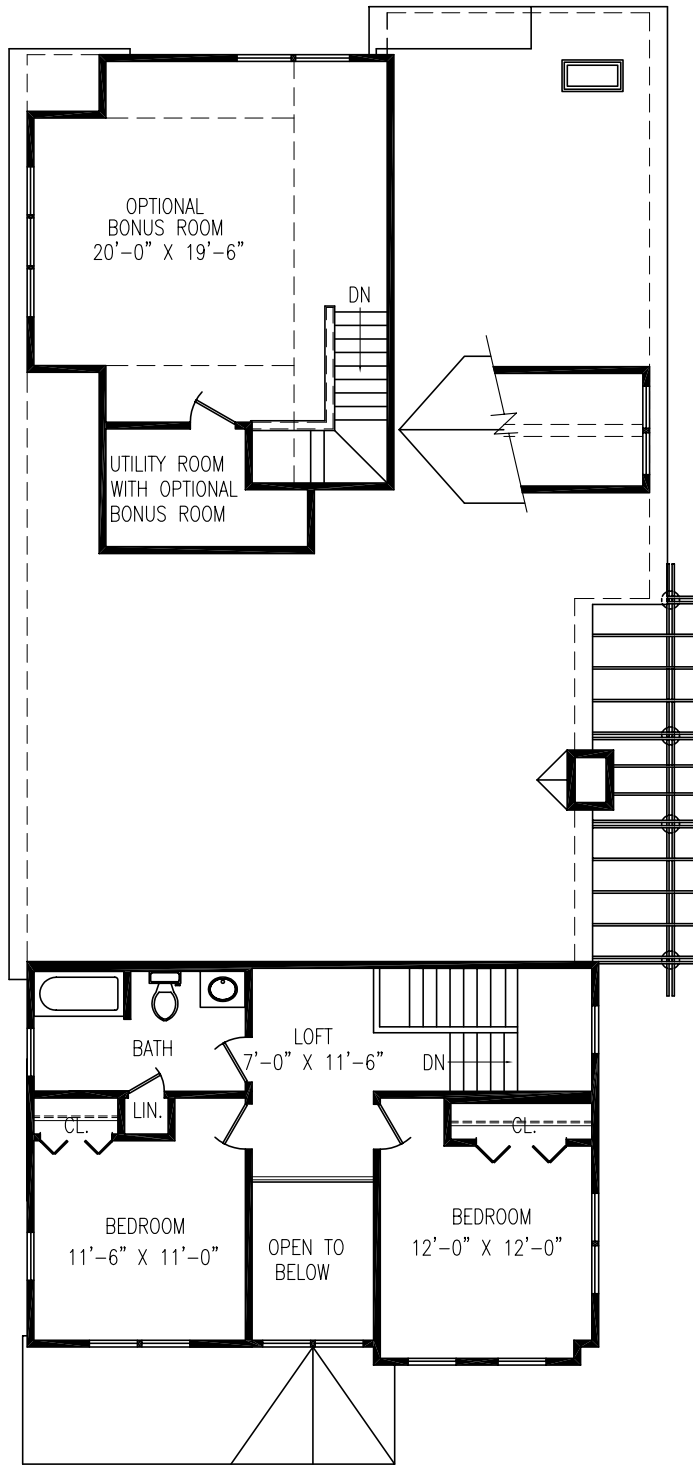 OPTIONAL
BONUS ROOM
20'-0" X 19'-6"
DN
UTILITY ROOM
WITH OPTIONAL
BONUS ROOM
BATH
LOFT
7'-0" X 11'-6"
DN
LIN.
CL.
CL.
BEDROOM
11'-6" X 11'-0"
OPEN TO
BELOW
BEDROOM
12'-0" X 12'-0"